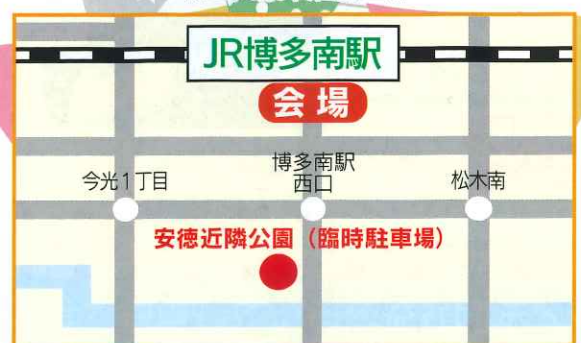 JR博多南駅
会場
今光1丁目
博多南駅
西口
松木南
安徳近隣公園（臨時駐車場）